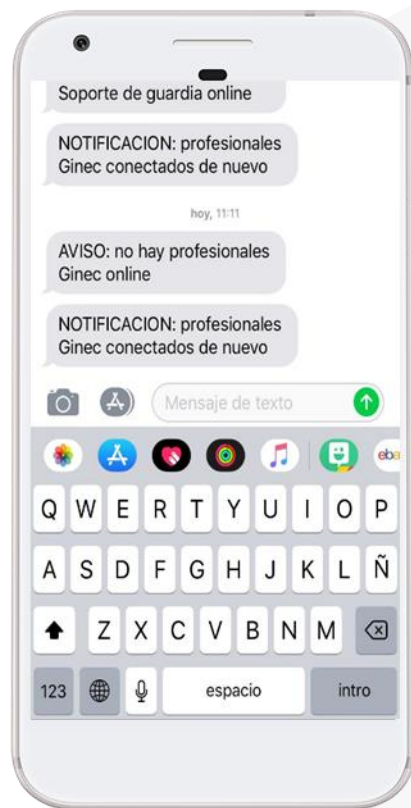 Soporte de guardia online
NOTIFICACION: profesionales
Ginec conectados de nuevo
hoy, 11:11
AVISO: no hay profesionales
Ginec online
NOTIFICACION: profesionales
Ginec conectados de nuevo
Mensaje de texto
eba
Q W E R T Y U I O P
A S D F G H J K L Ñ
Z X C V B N M
123 espacio intro